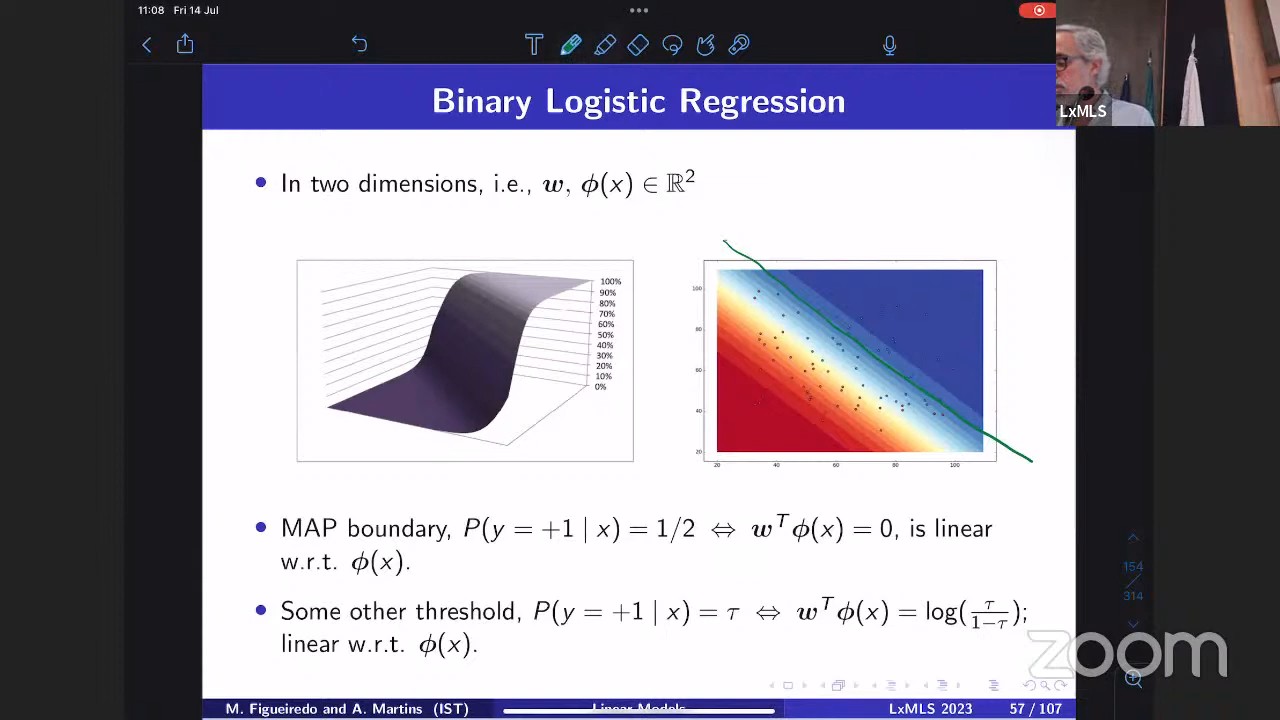 11:08 Fri 14 Jul
T
LxMLS
Binary Logistic Regression
• In two dimensions, i.e., w, ϕ(x) ∈ ℝ²
100%
90%
80%
70%
60%
50%
40%
30%
20%
10%
0%
100
80
60
40
20
20 40 60 80 100
• MAP boundary, P(y = +1 | x) = 1/2 ⇔ wᵀϕ(x) = 0, is linear
w.r.t. ϕ(x).
• Some other threshold, P(y = +1 | x) = τ ⇔ wᵀϕ(x) = log(τ/(1−τ));
linear w.r.t. ϕ(x).
154
314
zoom
M. Figueiredo and A. Martins (IST) Linear Models LxMLS 2023 57 / 107